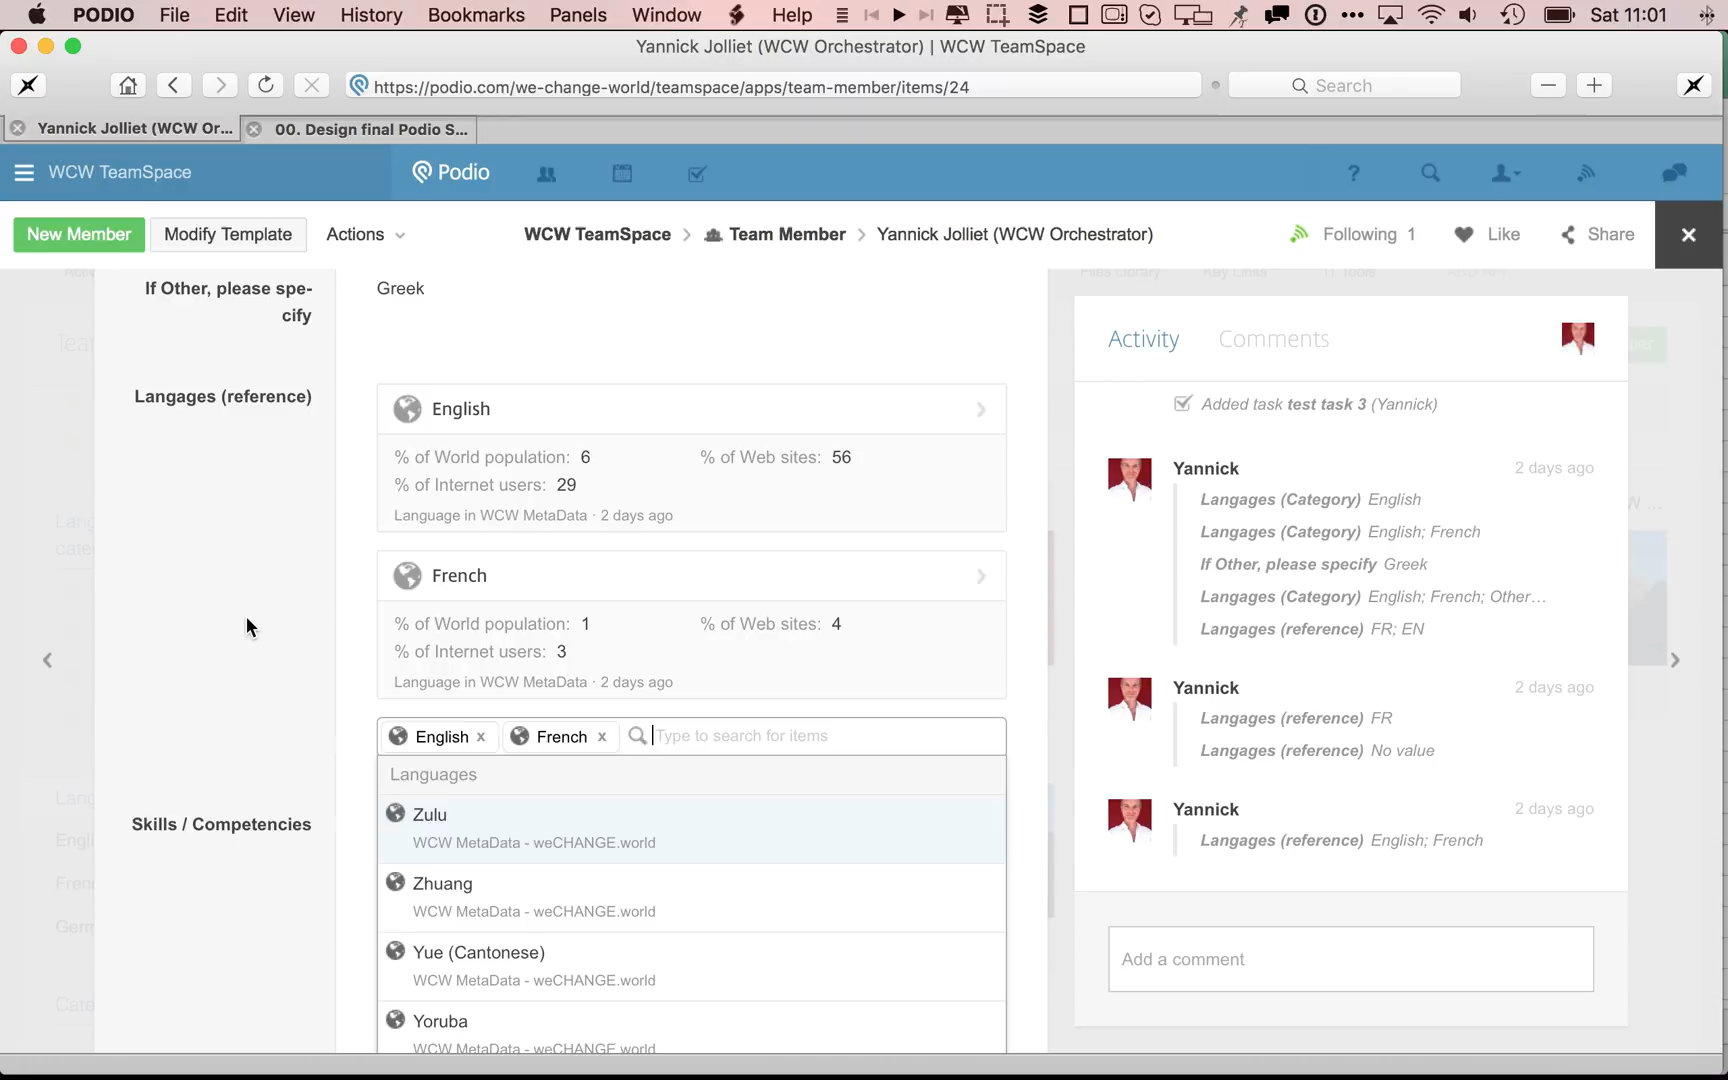 PODIO File Edit View History Bookmarks Panels Window Help Sat 11:01
Yannick Jolliet (WCW Orchestrator) | WCW TeamSpace
https://podio.com/we-change-world/teamspace/apps/team-member/items/24
Search
Yannick Jolliet (WCW Or...
00. Design final Podio S...
WCW TeamSpace
Podio
?
New Member
Modify Template
Actions
WCW TeamSpace > Team Member > Yannick Jolliet (WCW Orchestrator)
Following 1
Like
Share
If Other, please spe-
cify
Greek
Langages (reference)
English
% of World population: 6
% of Web sites: 56
% of Internet users: 29
Language in WCW MetaData · 2 days ago
French
% of World population: 1
% of Web sites: 4
% of Internet users: 3
Language in WCW MetaData · 2 days ago
English x
French x
Type to search for items
Languages
Zulu
WCW MetaData - weCHANGE.world
Zhuang
WCW MetaData - weCHANGE.world
Yue (Cantonese)
WCW MetaData - weCHANGE.world
Yoruba
WCW MetaData - weCHANGE.world
Skills / Competencies
Activity
Comments
Added task test task 3 (Yannick)
Yannick
2 days ago
Langages (Category) English
Langages (Category) English; French
If Other, please specify Greek
Langages (Category) English; French; Other...
Langages (reference) FR; EN
Yannick
2 days ago
Langages (reference) FR
Langages (reference) No value
Yannick
2 days ago
Langages (reference) English; French
Add a comment